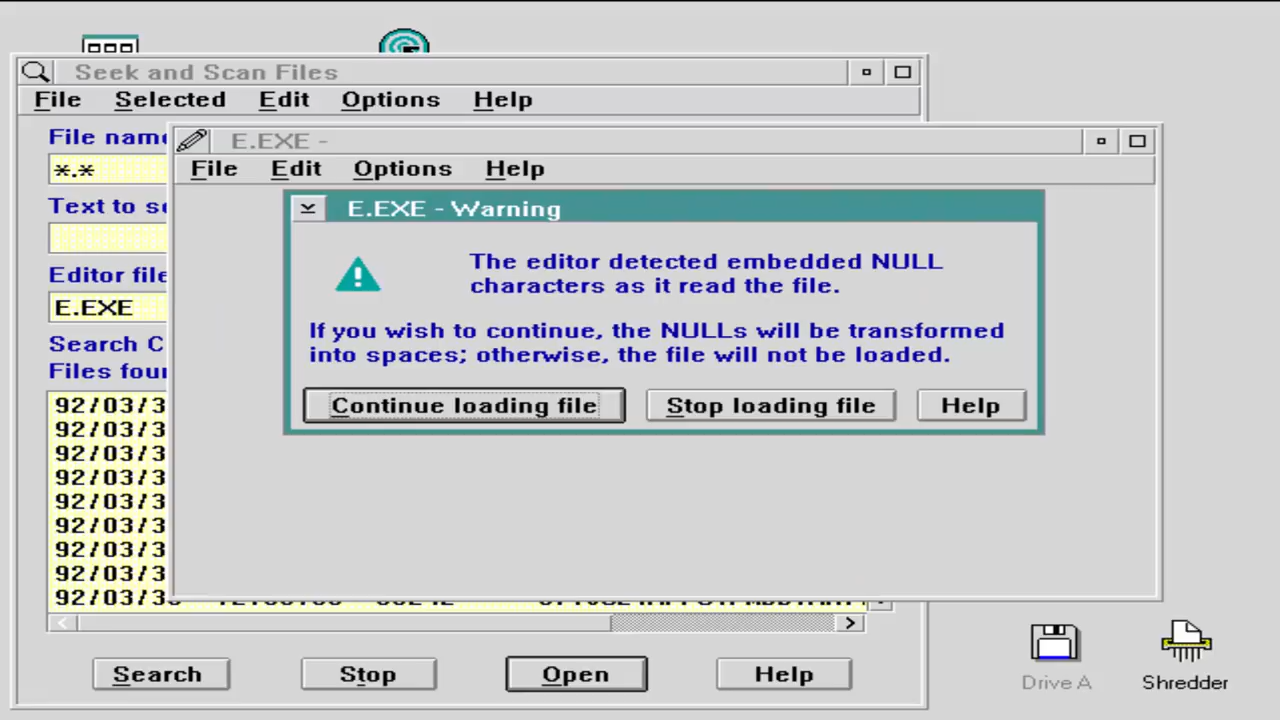 Seek and Scan Files
File Selected Edit Options Help
File name
*.*
Text to se
Editor file
E.EXE
Search C
Files foun
E.EXE -
File Edit Options Help
E.EXE - Warning
The editor detected embedded NULL
characters as it read the file.
If you wish to continue, the NULLs will be transformed
into spaces; otherwise, the file will not be loaded.
Continue loading file Stop loading file Help
92/03/3
92/03/3
92/03/3
92/03/3
92/03/3
92/03/3
92/03/3
92/03/3
92/03/30
Search Stop Open Help
Drive A
Shredder